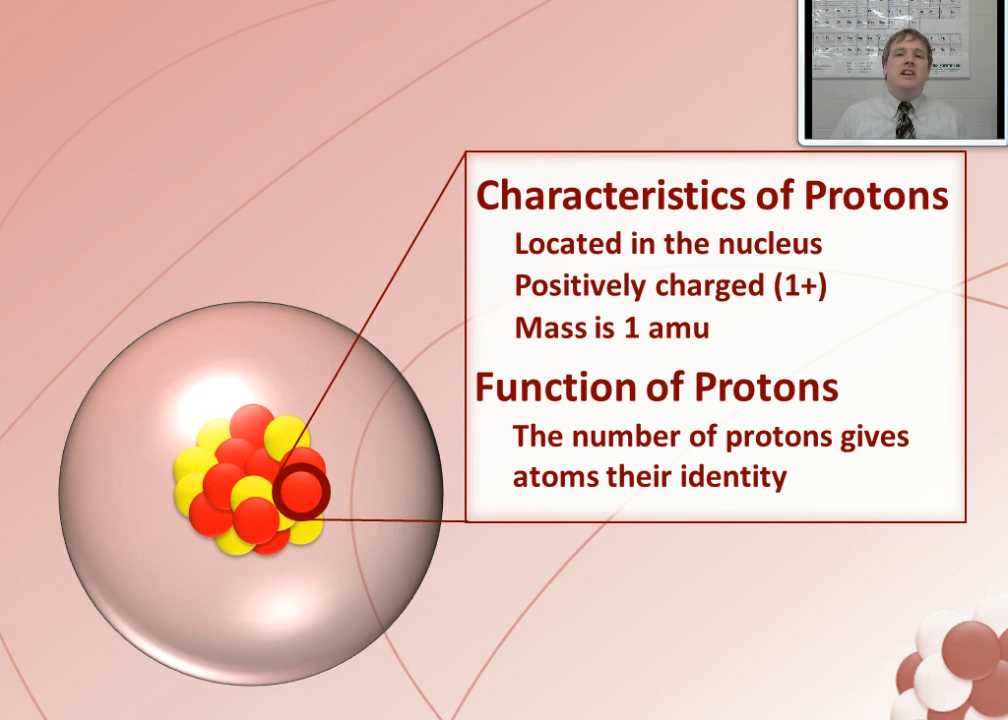 Characteristics of Protons
Located in the nucleus
Positively charged (1+)
Mass is 1 amu
Function of Protons
The number of protons gives
atoms their identity